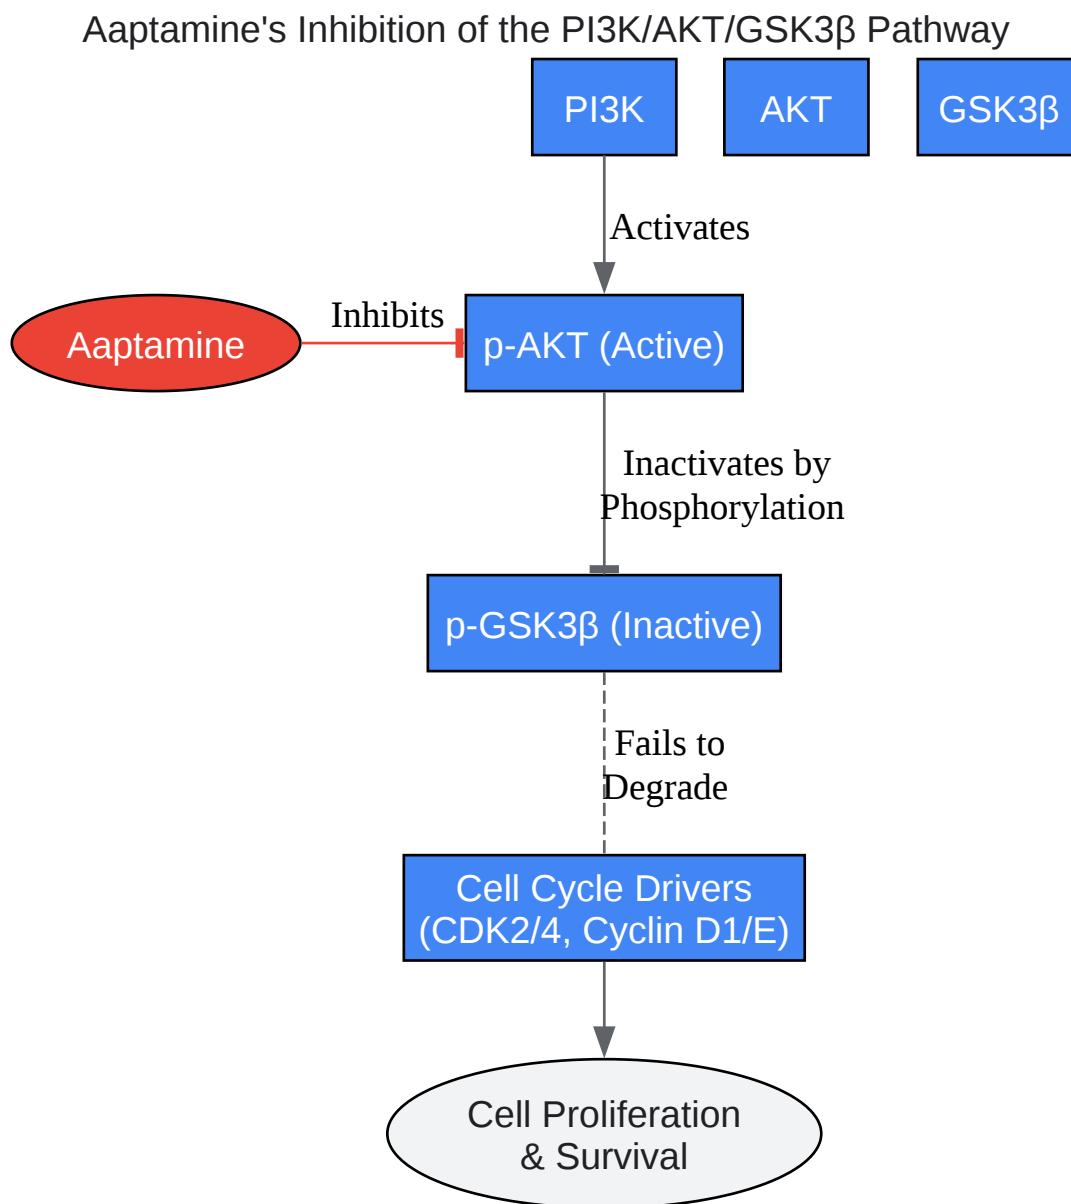 Aaptamine's Inhibition of the PI3K/AKT/GSK3β Pathway
PI3K
AKT
GSK3β
Activates
Inhibits
Aaptamine
p-AKT (Active)
Inactivates by
Phosphorylation
p-GSK3β (Inactive)
Fails to
Degrade
Cell Cycle Drivers
(CDK2/4, Cyclin D1/E)
Cell Proliferation
& Survival